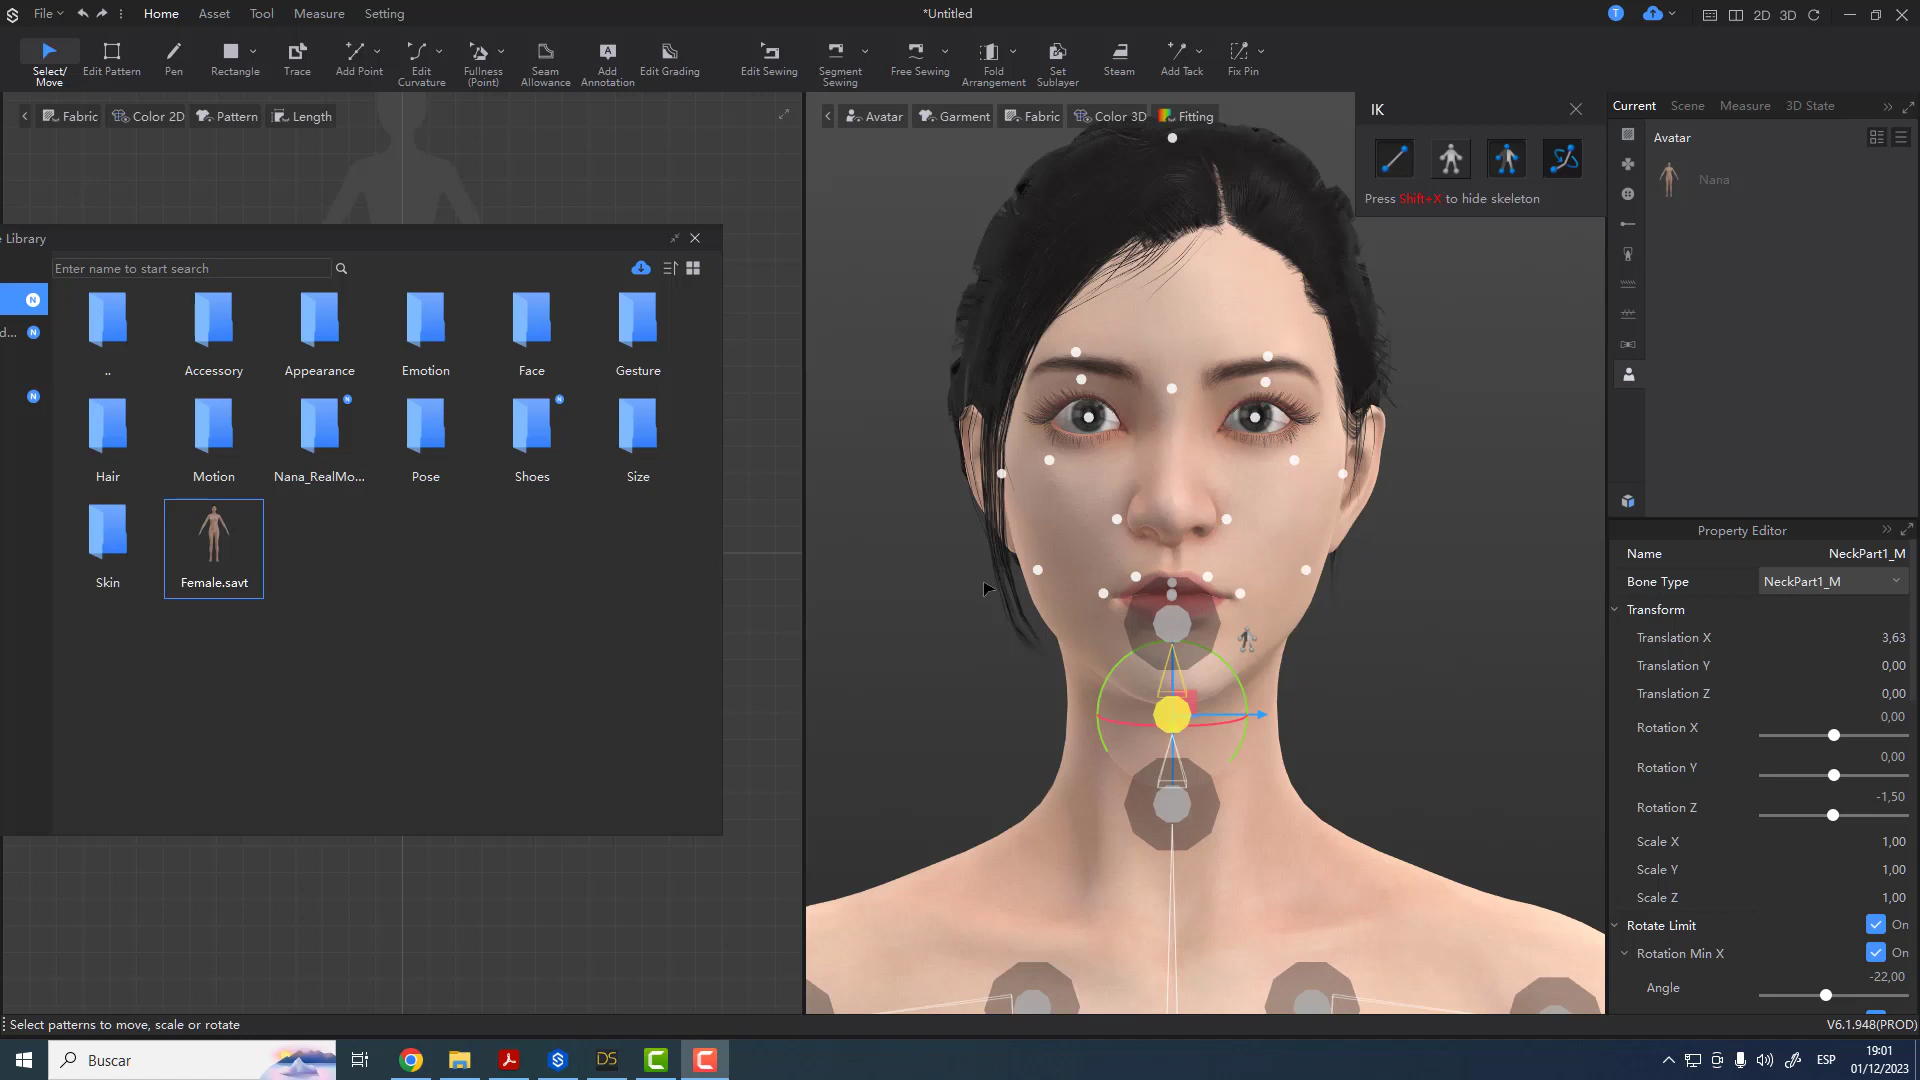 File
Home
Asset
Tool
Measure
Setting
*Untitled
T
2D
3D
Select/
Move
Edit Pattern
Pen
Rectangle
Trace
Add Point
Edit
Curvature
Fullness
(Point)
Seam
Allowance
Add
Annotation
Edit Grading
Edit Sewing
Segment
Sewing
Free Sewing
Fold
Arrangement
Set
Sublayer
Steam
Add Tack
Fix Pin
Fabric
Color 2D
Pattern
Length
Avatar
Garment
Fabric
Color 3D
Fitting
IK
Press Shift+X to hide skeleton
Current
Scene
Measure
3D State
Avatar
Nana
e Library
Enter name to start search
N
d...
N
N
..
Accessory
Appearance
Emotion
Face
Gesture
N
N
Hair
Motion
Nana_RealMo...
Pose
Shoes
Size
Skin
Female.savt
Property Editor
Name
NeckPart1_M
Bone Type
NeckPart1_M
Transform
Translation X
3,63
Translation Y
0,00
Translation Z
0,00
Rotation X
0,00
Rotation Y
0,00
Rotation Z
-1,50
Scale X
1,00
Scale Y
1,00
Scale Z
1,00
Rotate Limit
On
Rotation Min X
On
Angle
-22,00
Select patterns to move, scale or rotate
V6.1.948(PROD)
Buscar
DS
ESP
19:01
01/12/2023